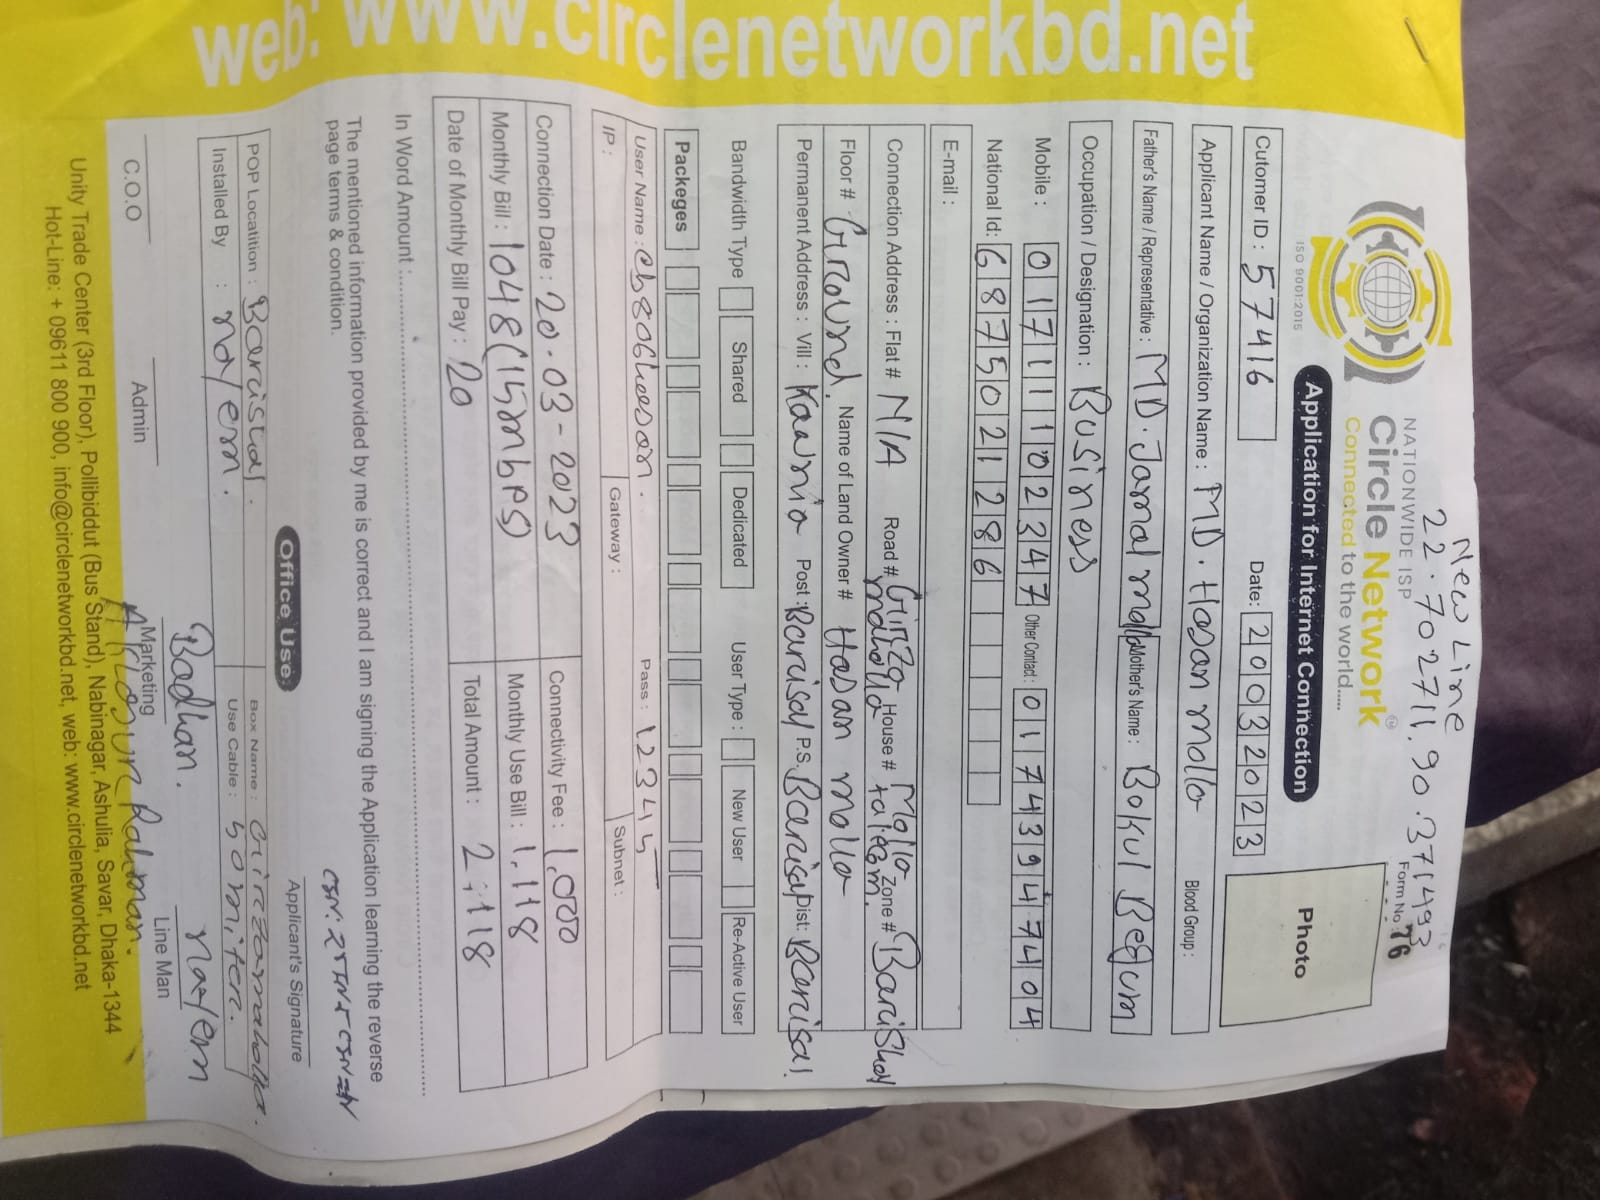 New Line
22.702711, 90.371493
NATIONWIDE ISP
Circle Network
Connected to the world.....
ISO 9001:2015
Form No. 76
Application for Internet Connection
Photo
Cutomer ID : 57416 Date: 20032023
Applicant Name / Organization Name : MD. Hasan mollo Blood Group :
Father's Name / Representative : MD. Jamal molla Mother's Name : Bokul Begum
Occupation / Designation : Business
Mobile : 01711102347 Other Contact : 01743947404
National Id: 6875021286
E-mail :
Connection Address : Flat # N/A Road # Girza moholla House # Mollo Zone # Barishal
Floor # Ground. Name of Land Owner # Hasan mollo
Permanent Address : Vill : Kawnia Post : Barisal P.S. Barisal Dist: Barisal.
Bandwidth Type Shared Dedicated User Type : New User Re-Active User
Packeges
User Name : Pass : 12345
IP : Gateway : Subnet :
Connection Date : 20-03-2023 Connectivity Fee : 1,000
Monthly Bill : 1048 (15mbps) Monthly Use Bill : 1,118
Date of Monthly Bill Pay : 20 Total Amount : 2,118
In Word Amount :
The mentioned information provided by me is correct and I am signing the Application learning the reverse
page terms & condition.
Applicant's Signature
Office Use
POP Locatition : Barisal. Box Name : Girzamoholla.
Installed By : nayem. Use Cable : 50 miter.
Badhan. nayem
C.O.O Admin Marketing Line Man
Rahman.
Unity Trade Center (3rd Floor), Pollibiddut (Bus Stand), Nabinagar, Ashulia, Savar, Dhaka-1344
Hot-Line: + 09611 800 900, info@circlenetworkbd.net, web: www.circlenetworkbd.net
web: www.circlenetworkbd.net